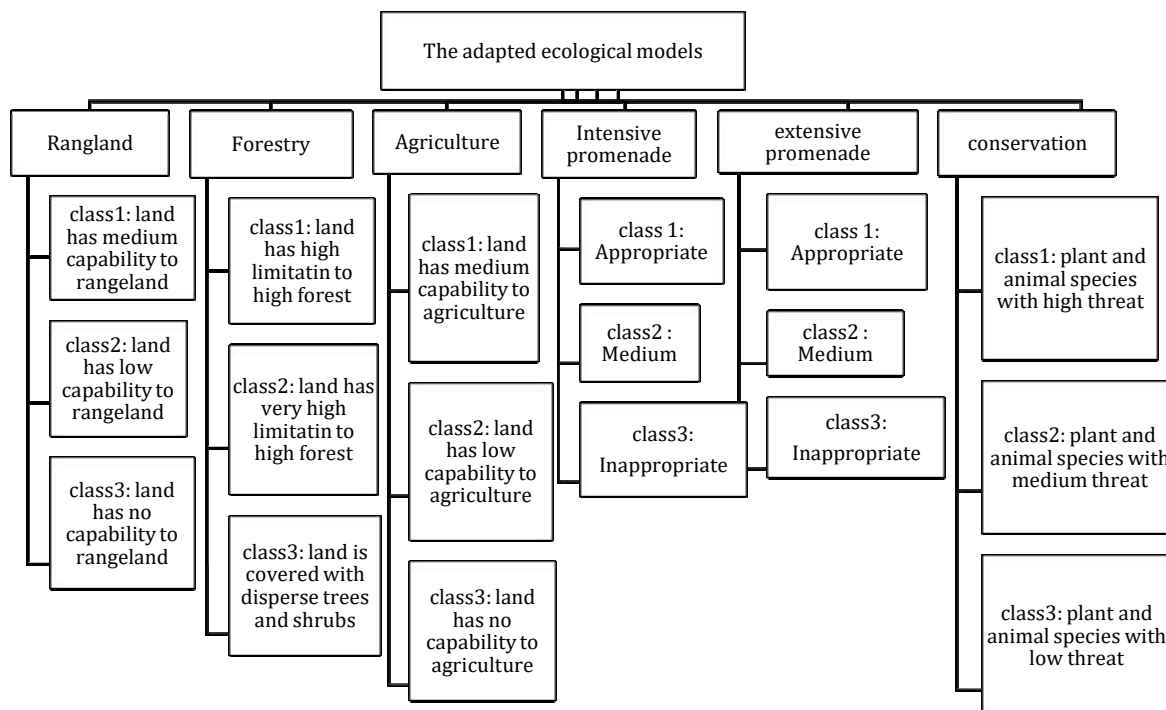 The adapted ecological models
Rangland
class1: land
has medium
capability to
rangeland
class2: land
has low
capability to
rangeland
class3: land
has no
capability to
rangeland
Forestry
class1: land
has high
limitatin to
high forest
class2: land has
very high
limitatin to
high forest
class3: land is
covered with
disperse trees
and shrubs
Agriculture
class1: land
has medium
capability to
agriculture
class2: land
has low
capability to
agriculture
class3: land
has no
capability to
agriculture
Intensive
promenade
class 1:
Appropriate
class2 :
Medium
class3:
Inappropriate
extensive
promenade
class 1:
Appropriate
class2 :
Medium
class3:
Inappropriate
conservation
class1: plant and
animal species
with high threat
class2: plant and
animal species with
medium threat
class3: plant and
animal species with
low threat